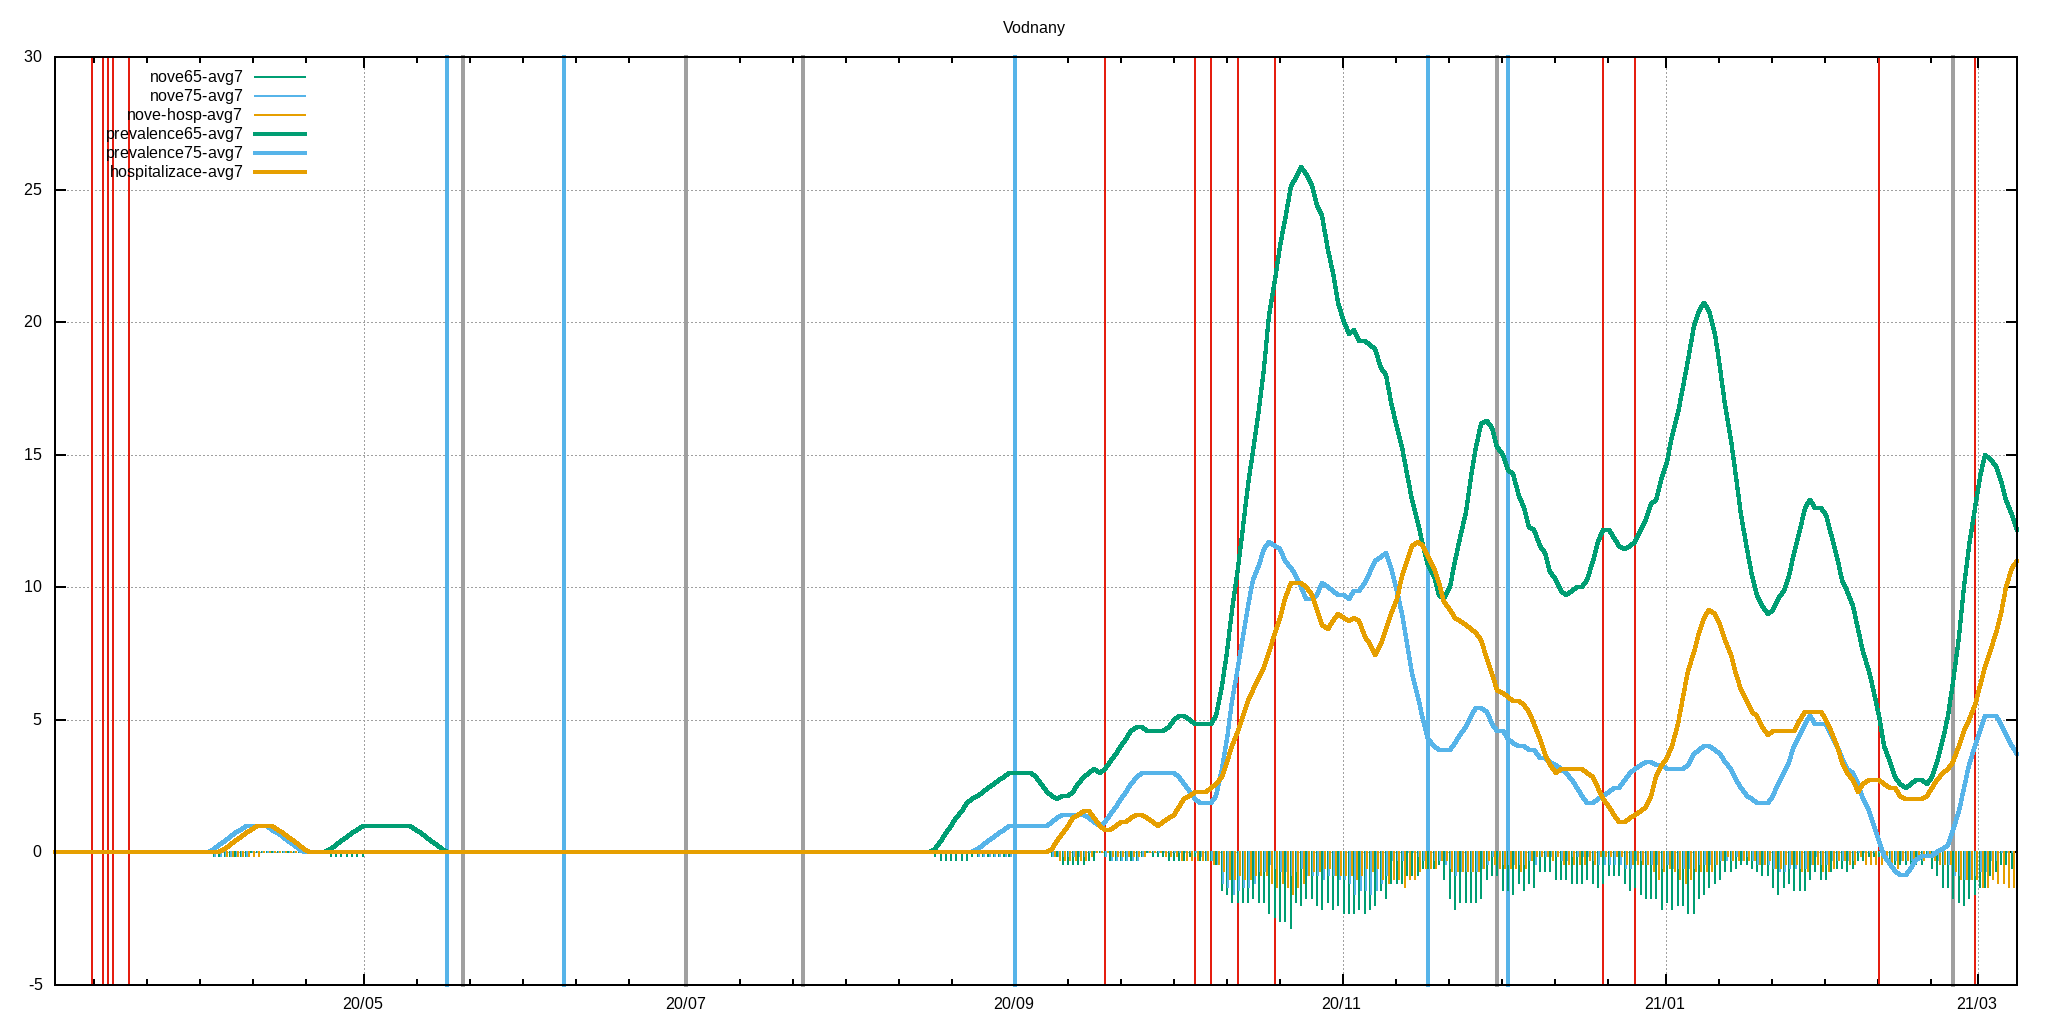 Vodnany
30
nove65-avg7
nove75-avg7
nove-hosp-avg7
prevalence65-avg7
prevalence75-avg7
hospitalizace-avg7
25
20
15
10
5
0
-5
20/05 20/07 20/09 20/11 21/01 21/03